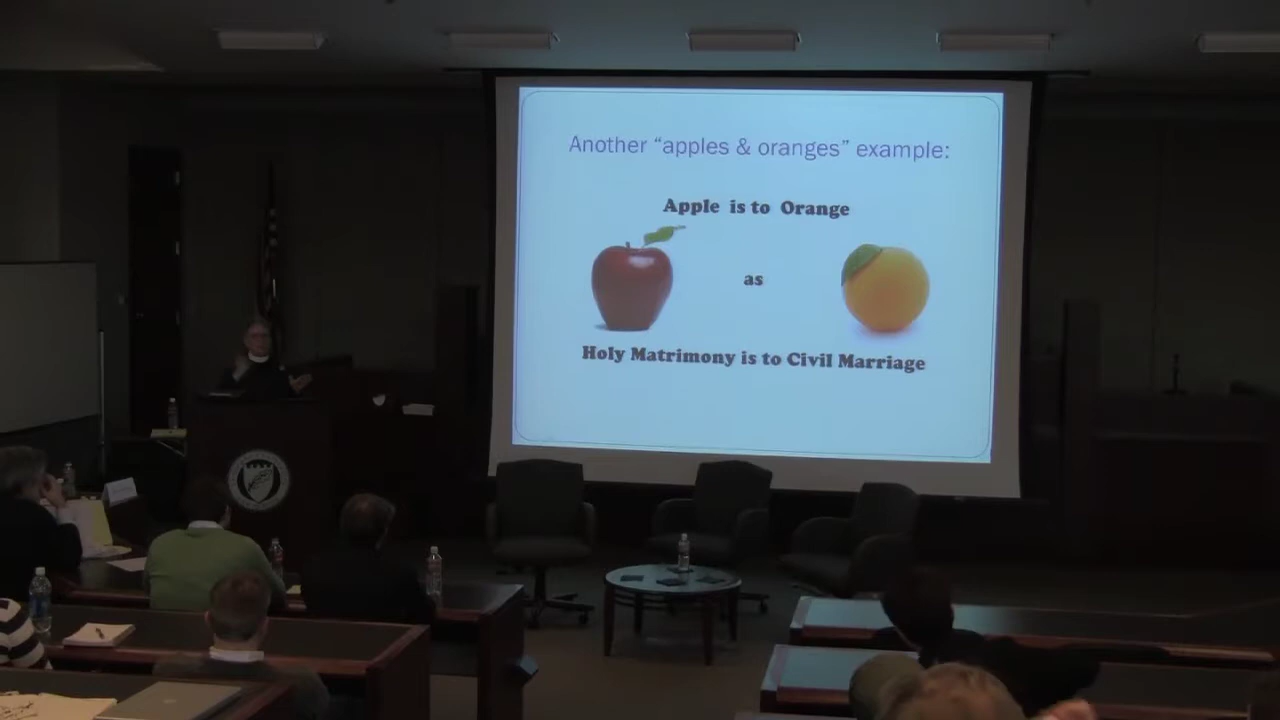 Another “apples & oranges” example:
Apple is to Orange
as
Holy Matrimony is to Civil Marriage